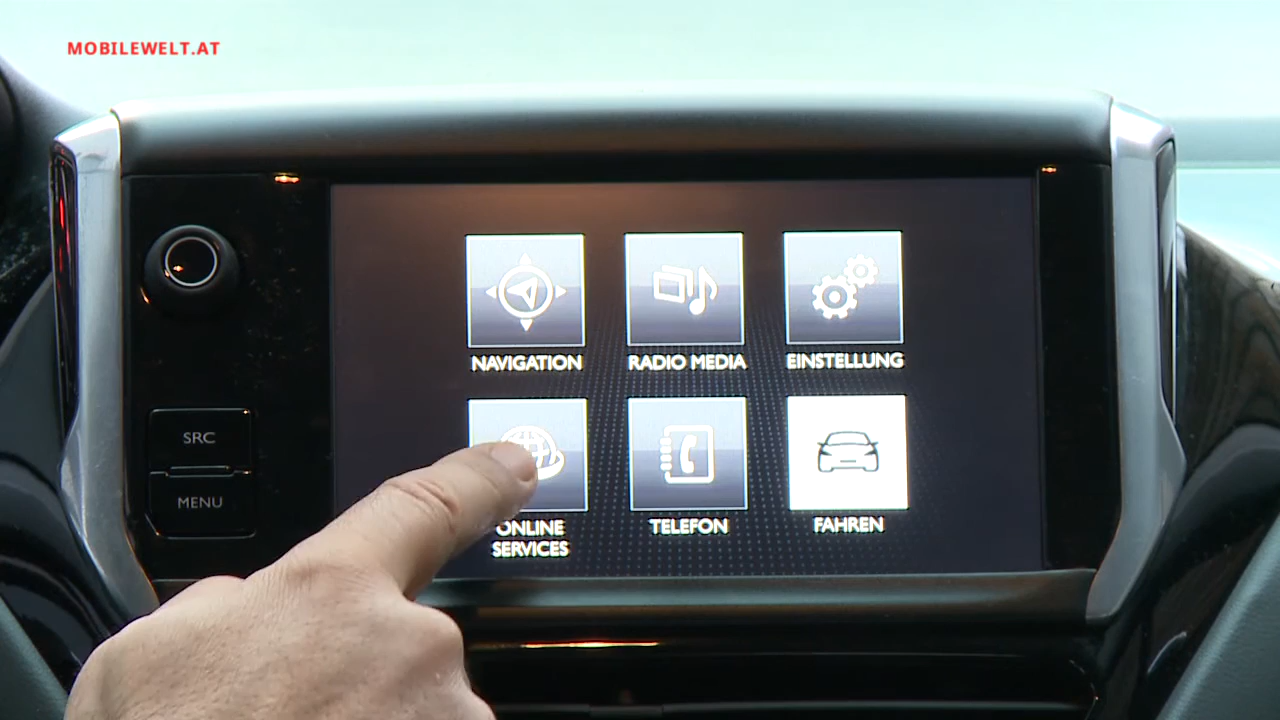 MOBILEWELT.AT
NAVIGATION
RADIO MEDIA
EINSTELLUNG
SRC
MENU
ONLINE
SERVICES
TELEFON
FAHREN